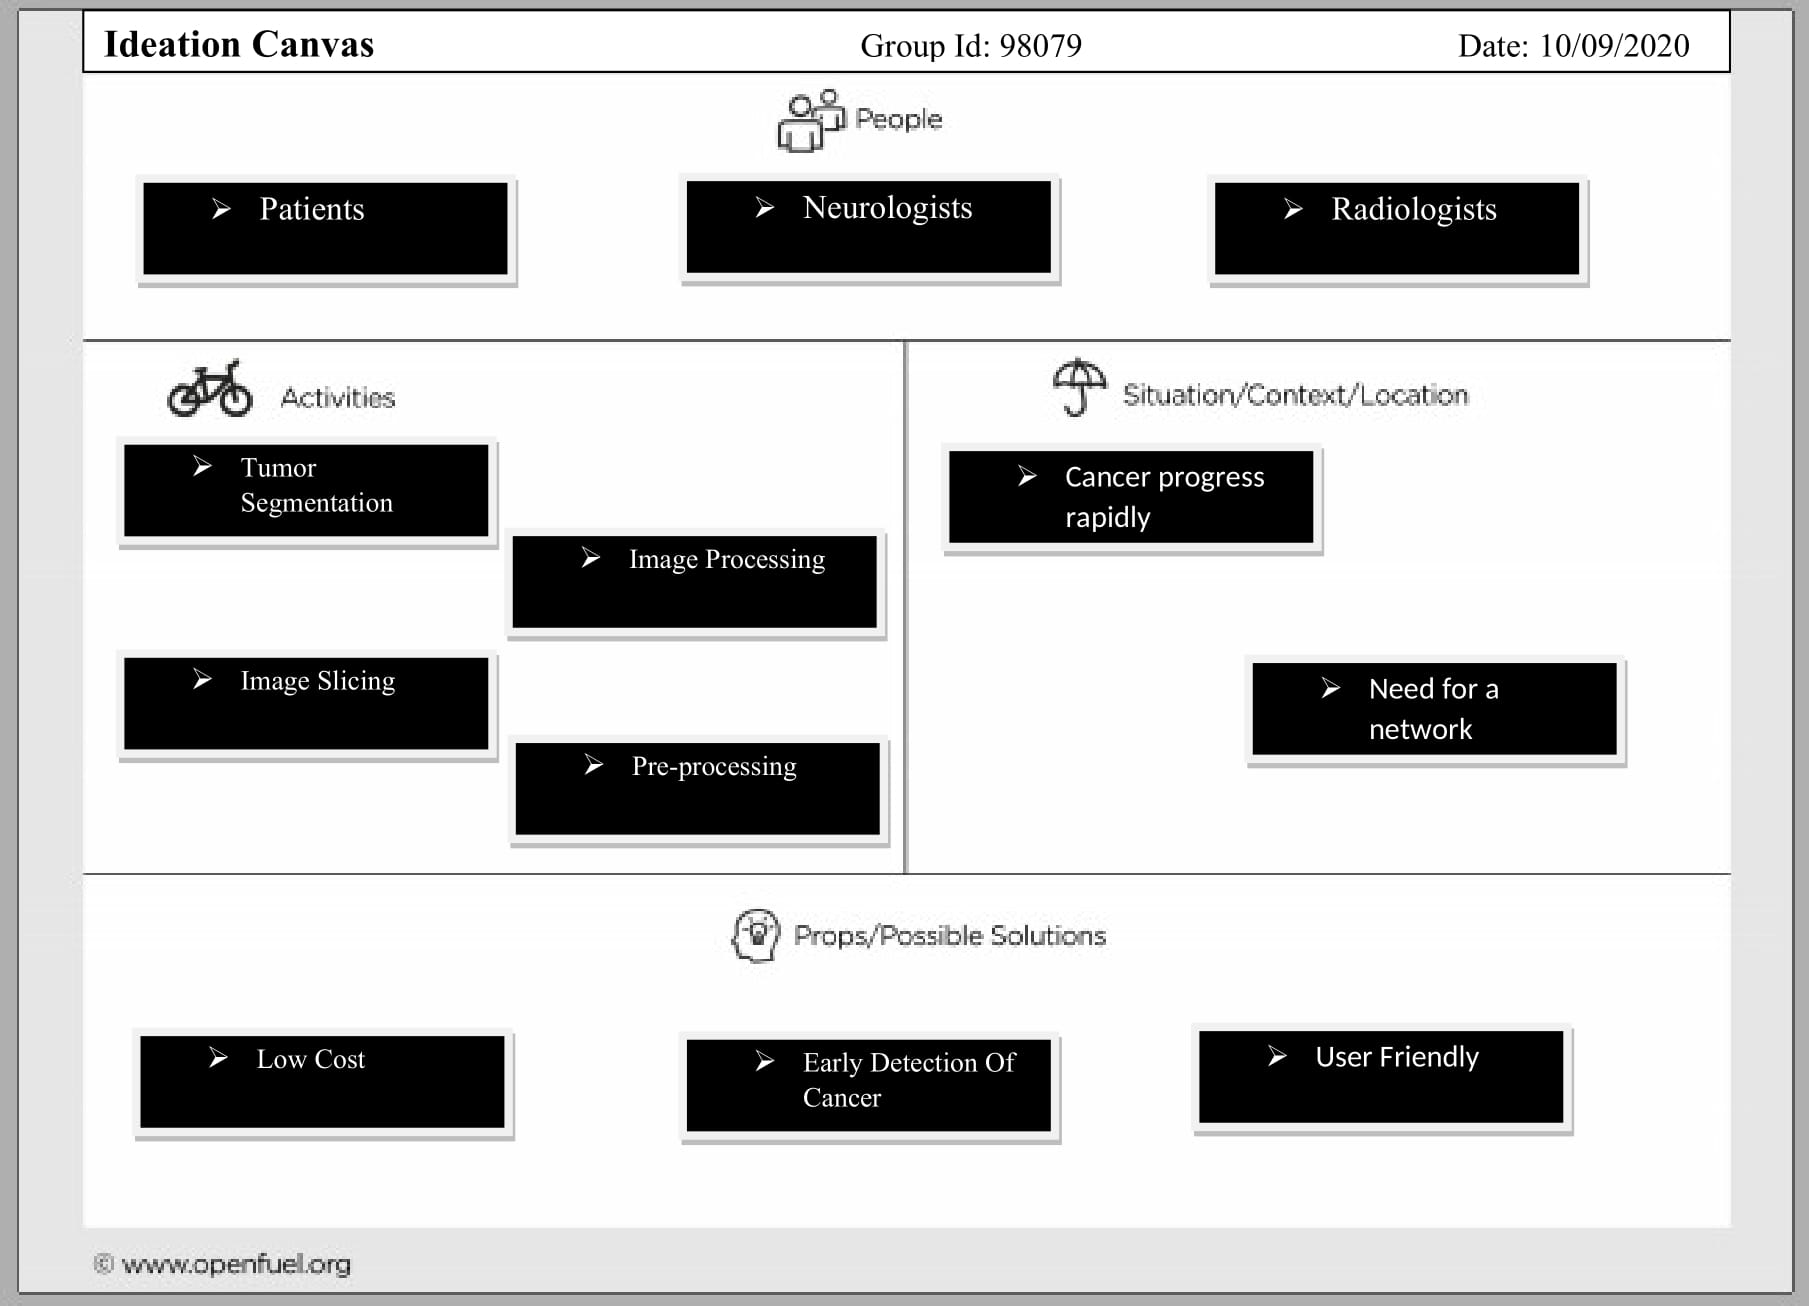 Ideation Canvas Group Id: 98079 Date: 10/09/2020
People
➢ Patients
➢ Neurologists
➢ Radiologists
Activities
➢ Tumor
Segmentation
➢ Image Processing
➢ Image Slicing
➢ Pre-processing
Situation/Context/Location
➢ Cancer progress
rapidly
➢ Need for a
network
Props/Possible Solutions
➢ Low Cost
➢ Early Detection Of
Cancer
➢ User Friendly
© www.openfuel.org